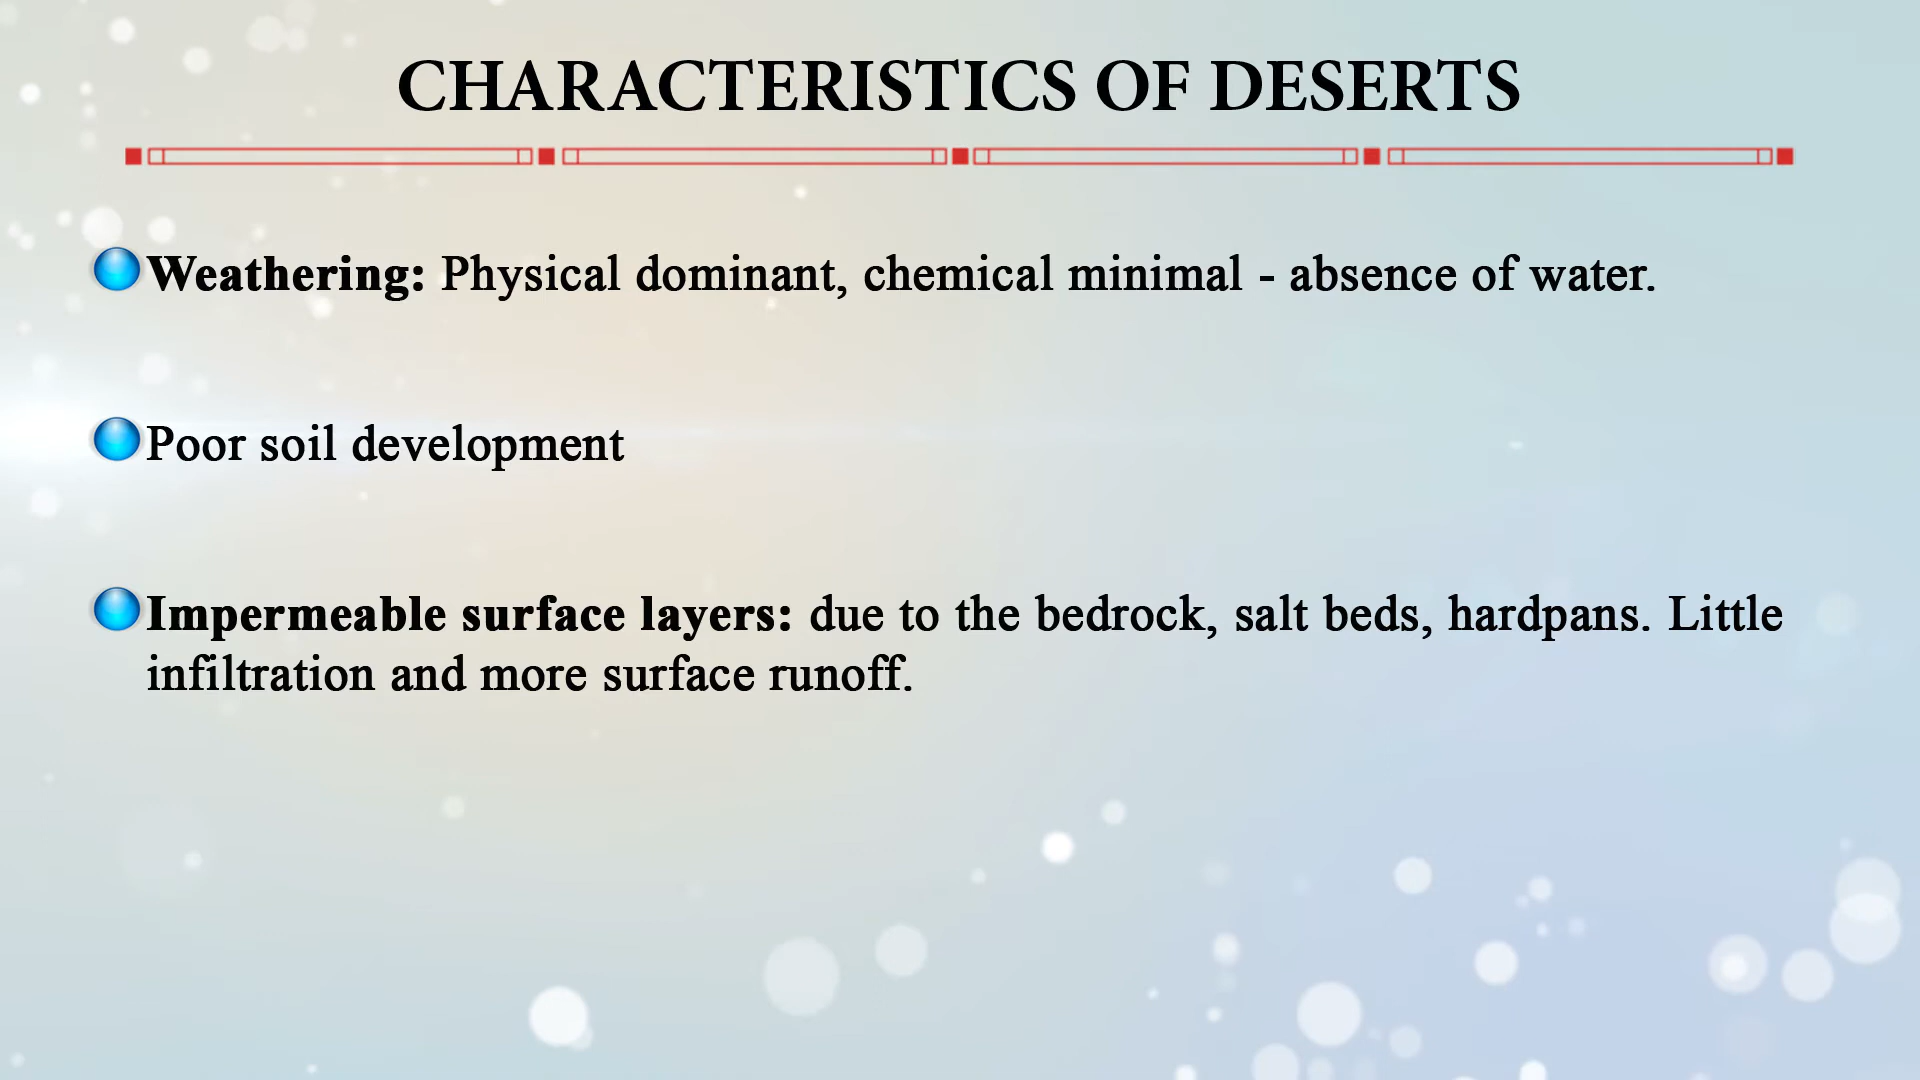 CHARACTERISTICS OF DESERTS
Weathering: Physical dominant, chemical minimal - absence of water.
Poor soil development
Impermeable surface layers: due to the bedrock, salt beds, hardpans. Little
infiltration and more surface runoff.